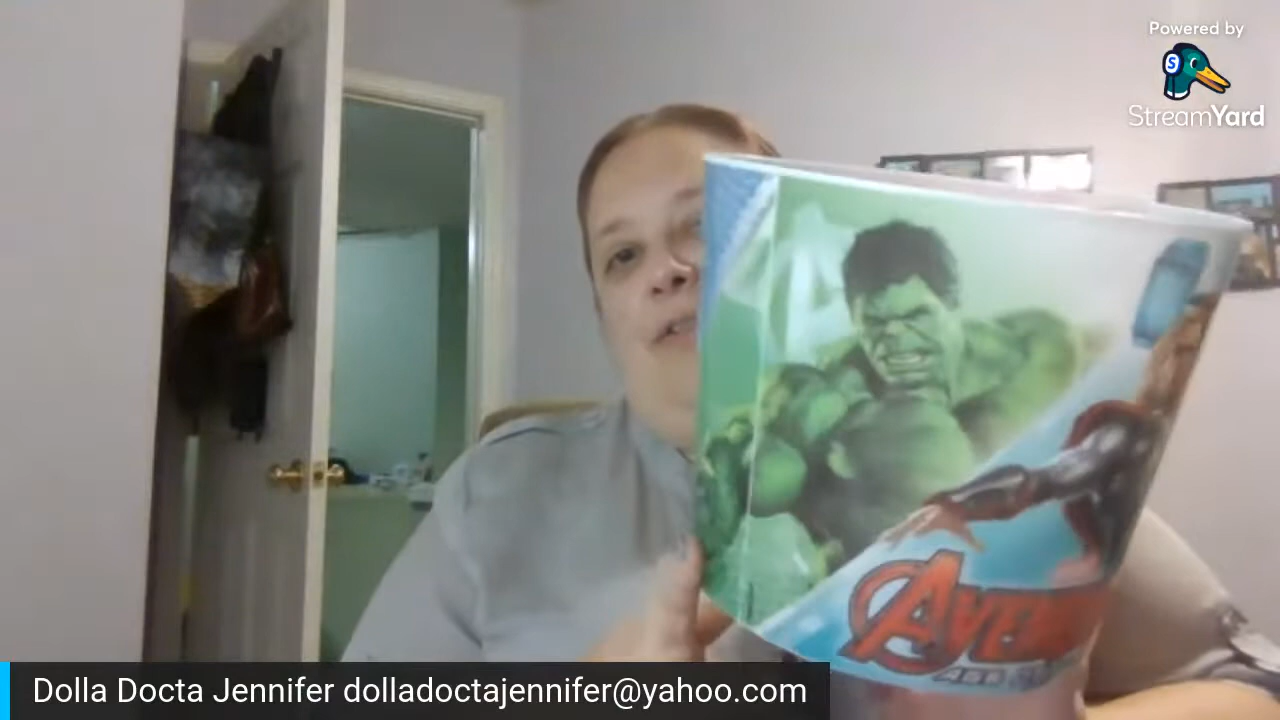 Powered by
S
StreamYard
AVEN
Dolla Docta Jennifer dolladoctajennifer@yahoo.com